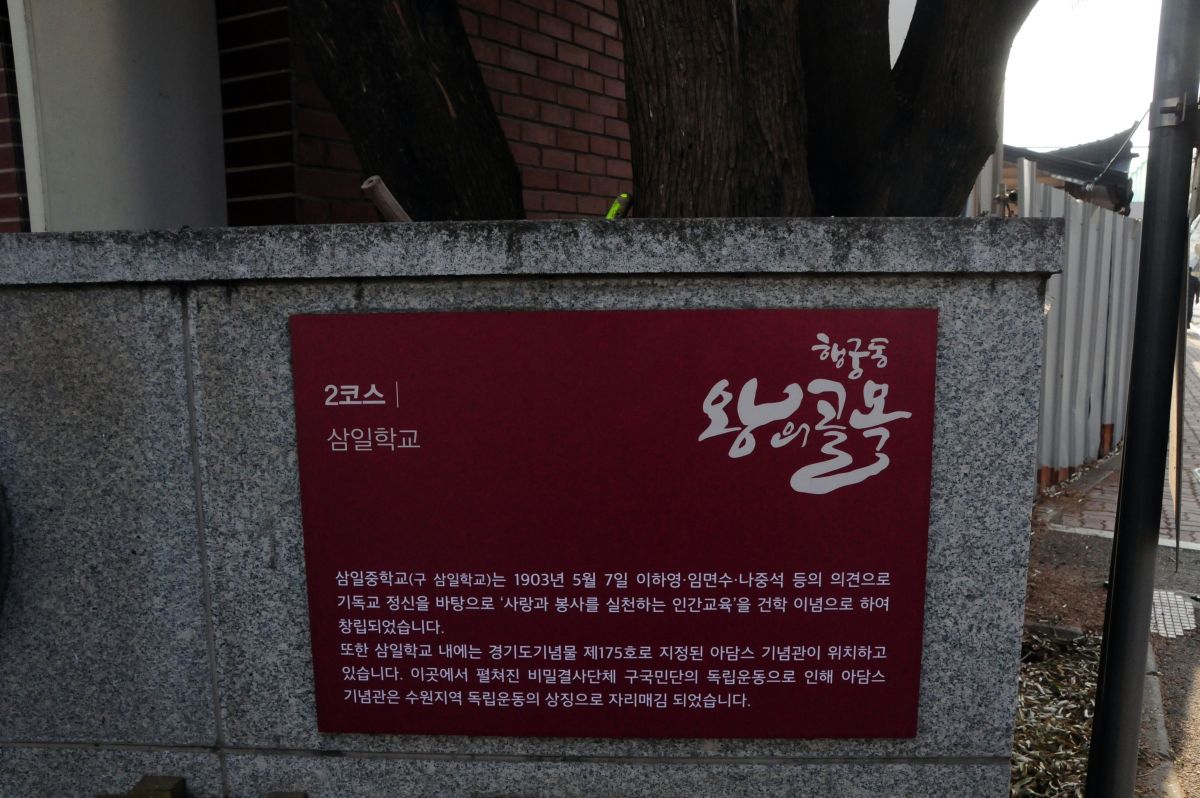 2코스
삼일학교
행궁동
왕의골목
삼일중학교(구 삼일학교)는 1903년 5월 7일 이하영·임면수·나중석 등의 의견으로
기독교 정신을 바탕으로 '사랑과 봉사를 실천하는 인간교육'을 건학 이념으로 하여
창립되었습니다.
또한 삼일학교 내에는 경기도기념물 제175호로 지정된 아담스 기념관이 위치하고
있습니다. 이곳에서 펼쳐진 비밀결사단체 구국민단의 독립운동으로 인해 아담스
기념관은 수원지역 독립운동의 상징으로 자리매김 되었습니다.